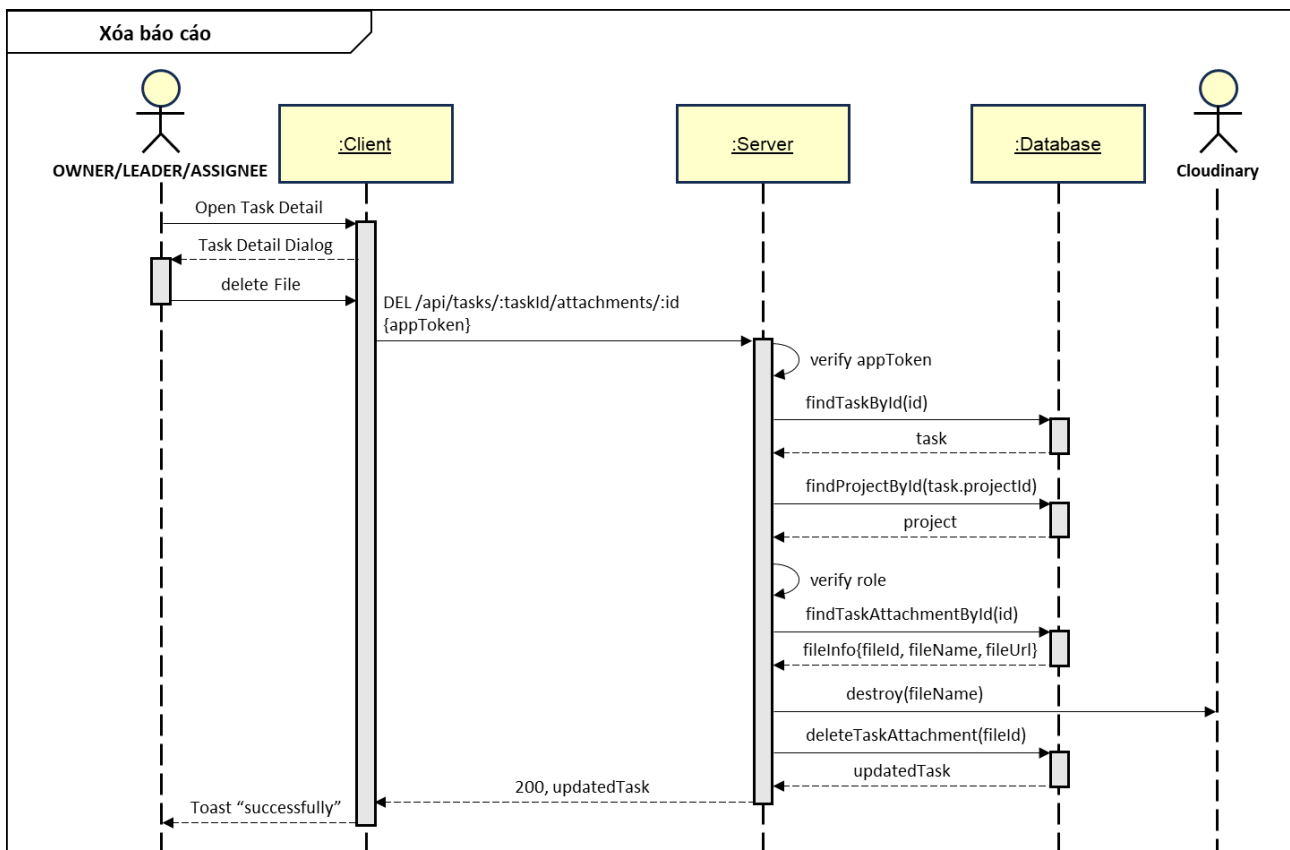 Xóa báo cáo
OWNER/LEADER/ASSIGNEE
:Client
:Server
:Database
Cloudinary
Open Task Detail
Task Detail Dialog
delete File
DEL /api/tasks/:taskId/attachments/:id
{appToken}
verify appToken
findTaskById(id)
task
findProjectById(task.projectId)
project
verify role
findTaskAttachmentById(id)
fileInfo{fileId, fileName, fileUrl}
destroy(fileName)
deleteTaskAttachment(fileId)
updatedTask
200, updatedTask
Toast “successfully”